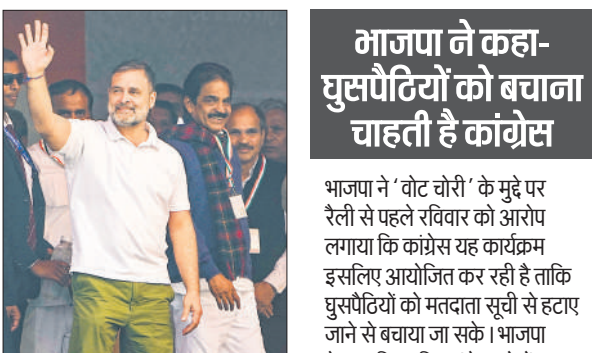 भाजपा ने कहा-
घुसपैठियों को बचाना
चाहती है कांग्रेस
भाजपा ने ‘वोट चोरी’ के मुद्दे पर
रैली से पहले रविवार को आरोप
लगाया कि कांग्रेस यह कार्यक्रम
इसलिए आयोजित कर रही है ताकि
घुसपैठियों को मतदाता सूची से हटाए
जाने से बचाया जा सके। भाजपा